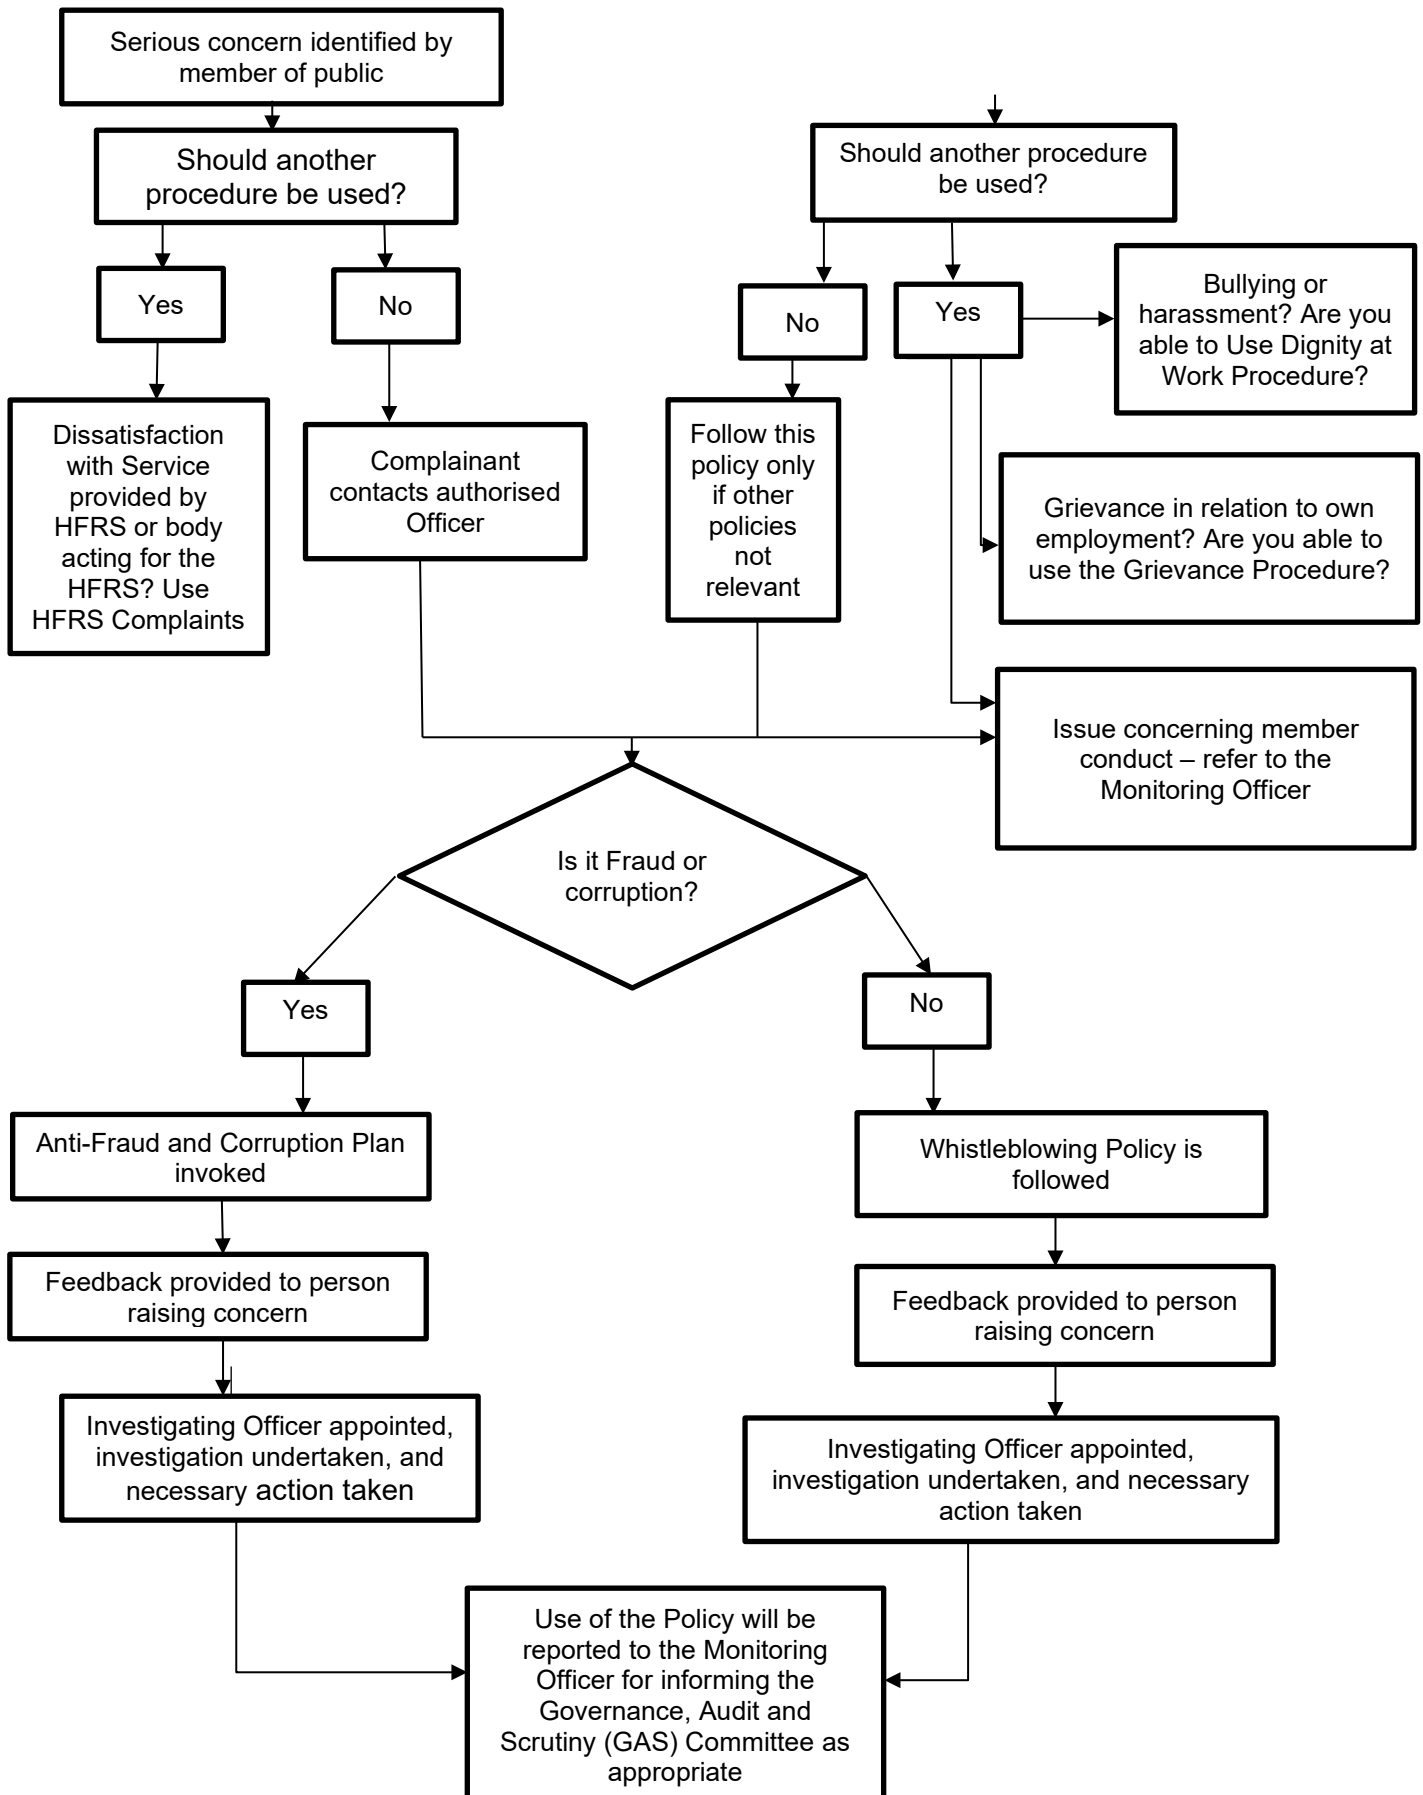 Serious concern identified by
member of public
Should another
procedure be used?
Yes
No
Dissatisfaction
with Service
provided by
HFRS or body
acting for the
HFRS? Use
HFRS Complaints
Complainant
contacts authorised
Officer
Should another procedure
be used?
No
Yes
Follow this
policy only
if other
policies
not
relevant
Bullying or
harassment? Are you
able to Use Dignity at
Work Procedure?
Grievance in relation to own
employment? Are you able to
use the Grievance Procedure?
Issue concerning member
conduct – refer to the
Monitoring Officer
Is it Fraud or
corruption?
Yes
Anti-Fraud and Corruption Plan
invoked
Feedback provided to person
raising concern
Investigating Officer appointed,
investigation undertaken, and
necessary action taken
No
Whistleblowing Policy is
followed
Feedback provided to person
raising concern
Investigating Officer appointed,
investigation undertaken, and necessary
action taken
Use of the Policy will be
reported to the Monitoring
Officer for informing the
Governance, Audit and
Scrutiny (GAS) Committee as
appropriate